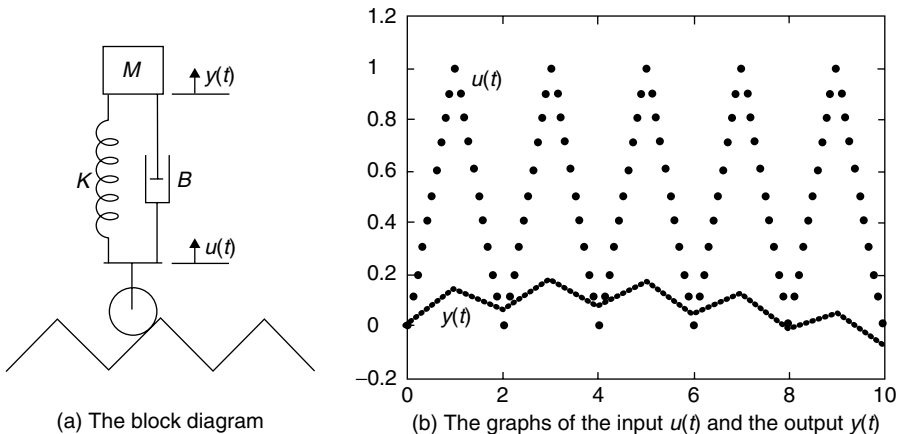 M
y(t)
K
B
u(t)
(a) The block diagram
1.2
1
0.8
0.6
0.4
0.2
0
−0.2
u(t)
y(t)
0 2 4 6 8 10
(b) The graphs of the input u(t) and the output y(t)